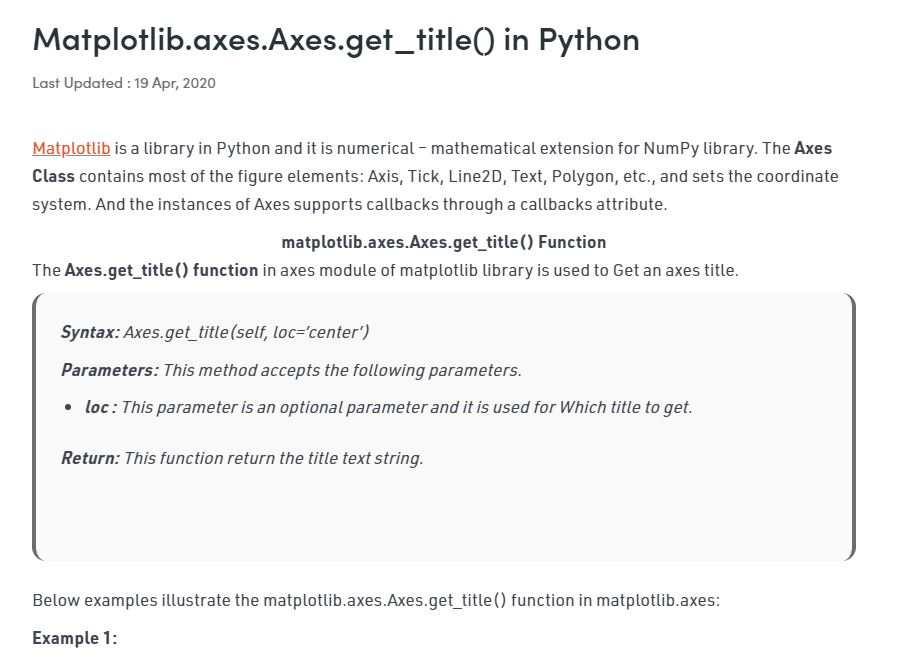 Matplotlib.axes.Axes.get_title() in Python
Last Updated : 19 Apr, 2020
Matplotlib is a library in Python and it is numerical – mathematical extension for NumPy library. The Axes
Class contains most of the figure elements: Axis, Tick, Line2D, Text, Polygon, etc., and sets the coordinate
system. And the instances of Axes supports callbacks through a callbacks attribute.
matplotlib.axes.Axes.get_title() Function
The Axes.get_title() function in axes module of matplotlib library is used to Get an axes title.
Syntax: Axes.get_title(self, loc=’center’)
Parameters: This method accepts the following parameters.
• loc : This parameter is an optional parameter and it is used for Which title to get.
Return: This function return the title text string.
Below examples illustrate the matplotlib.axes.Axes.get_title() function in matplotlib.axes:
Example 1: